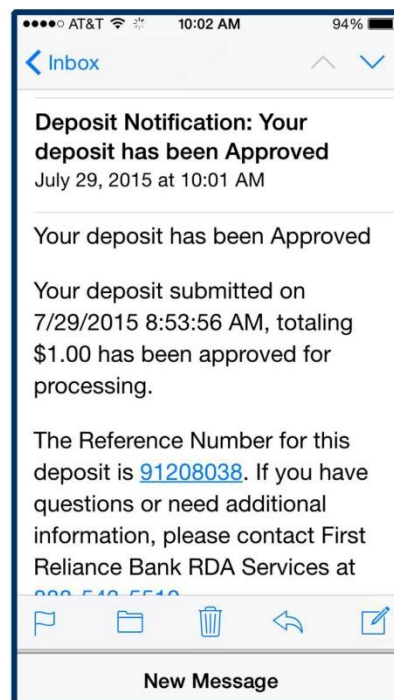 AT&T 10:02 AM 94%
Inbox
Deposit Notification: Your
deposit has been Approved
July 29, 2015 at 10:01 AM
Your deposit has been Approved
Your deposit submitted on
7/29/2015 8:53:56 AM, totaling
$1.00 has been approved for
processing.
The Reference Number for this
deposit is 91208038. If you have
questions or need additional
information, please contact First
Reliance Bank RDA Services at
New Message